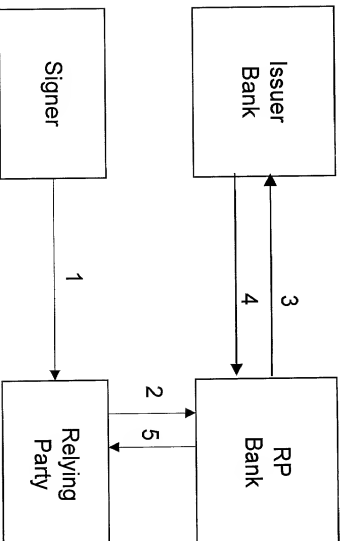 Issuer
Bank
3
4
RP
Bank
2
5
Signer
1
Relying
Party